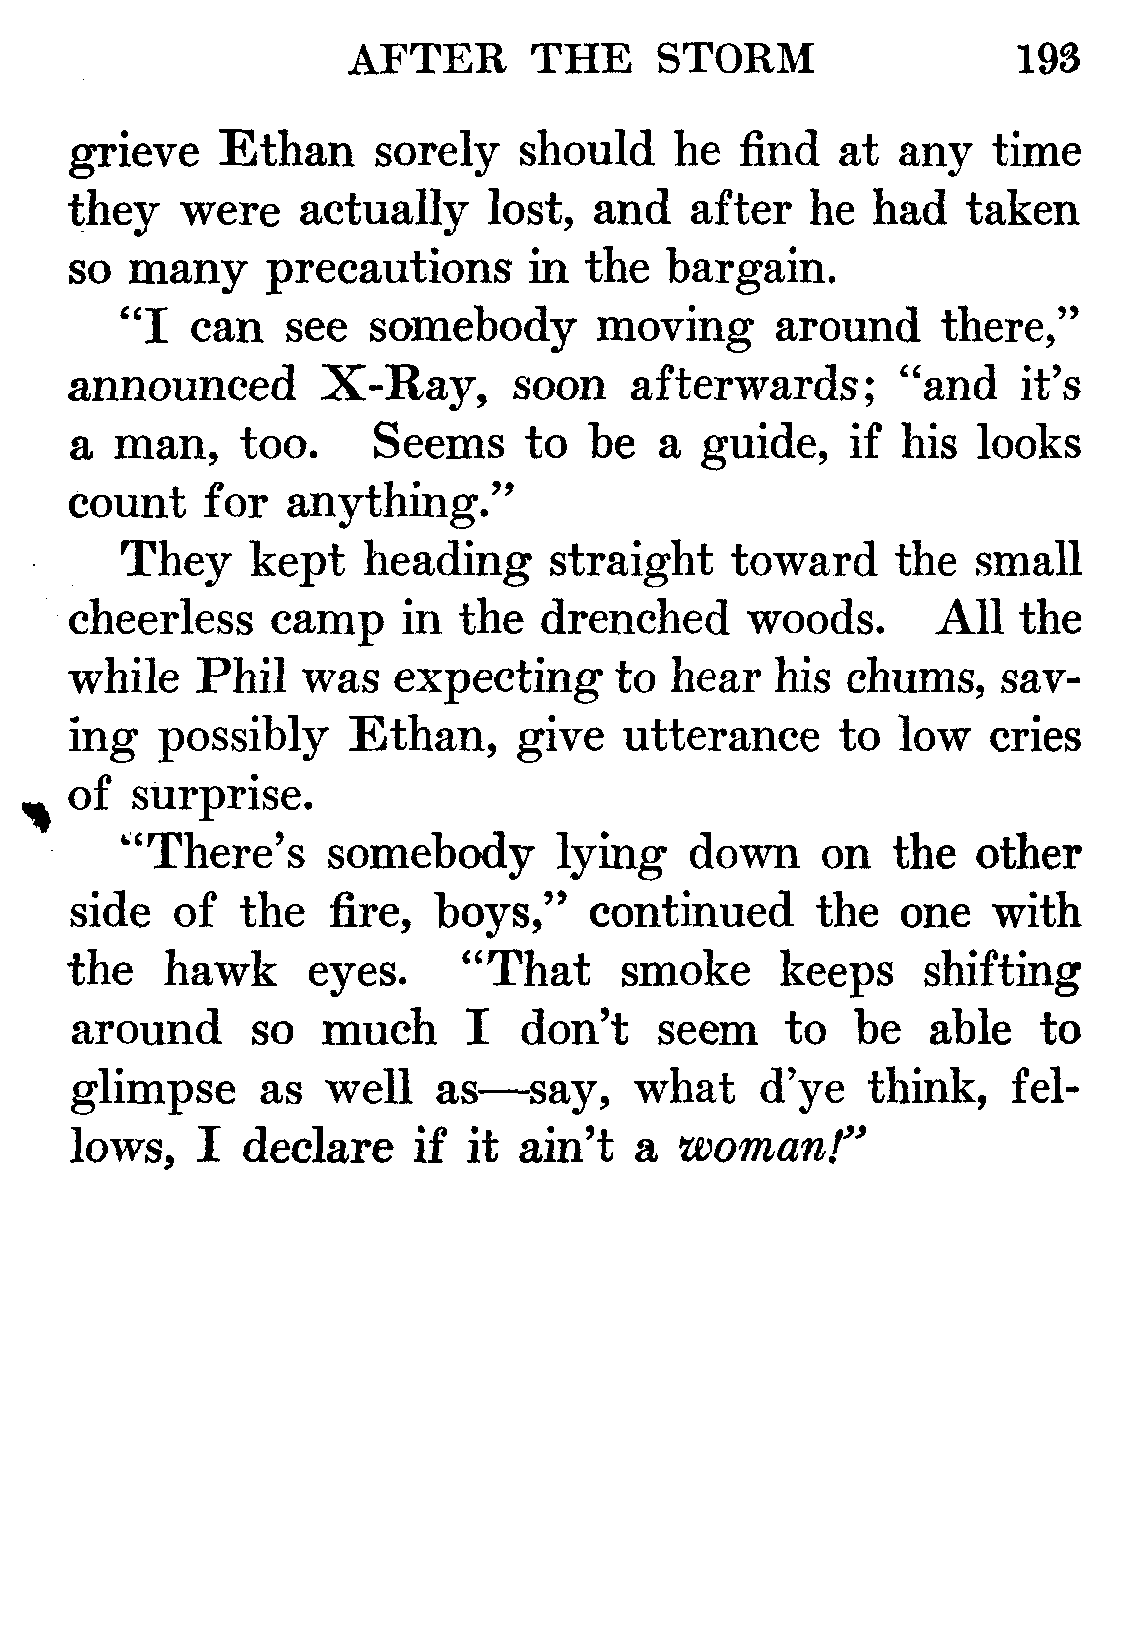 AFTER THE STORM 193
grieve Ethan sorely should he find at any time
they were actually lost, and after he had taken
so many precautions in the bargain.
“I can see somebody moving around there,”
announced X-Ray, soon afterwards; “and it’s
a man, too. Seems to be a guide, if his looks
count for anything.”
They kept heading straight toward the small
cheerless camp in the drenched woods. All the
while Phil was expecting to hear his chums, sav-
ing possibly Ethan, give utterance to low cries
of surprise.
“There’s somebody lying down on the other
side of the fire, boys,” continued the one with
the hawk eyes. “That smoke keeps shifting
around so much I don’t seem to be able to
glimpse as well as—say, what d’ye think, fel-
lows, I declare if it ain’t a woman!”